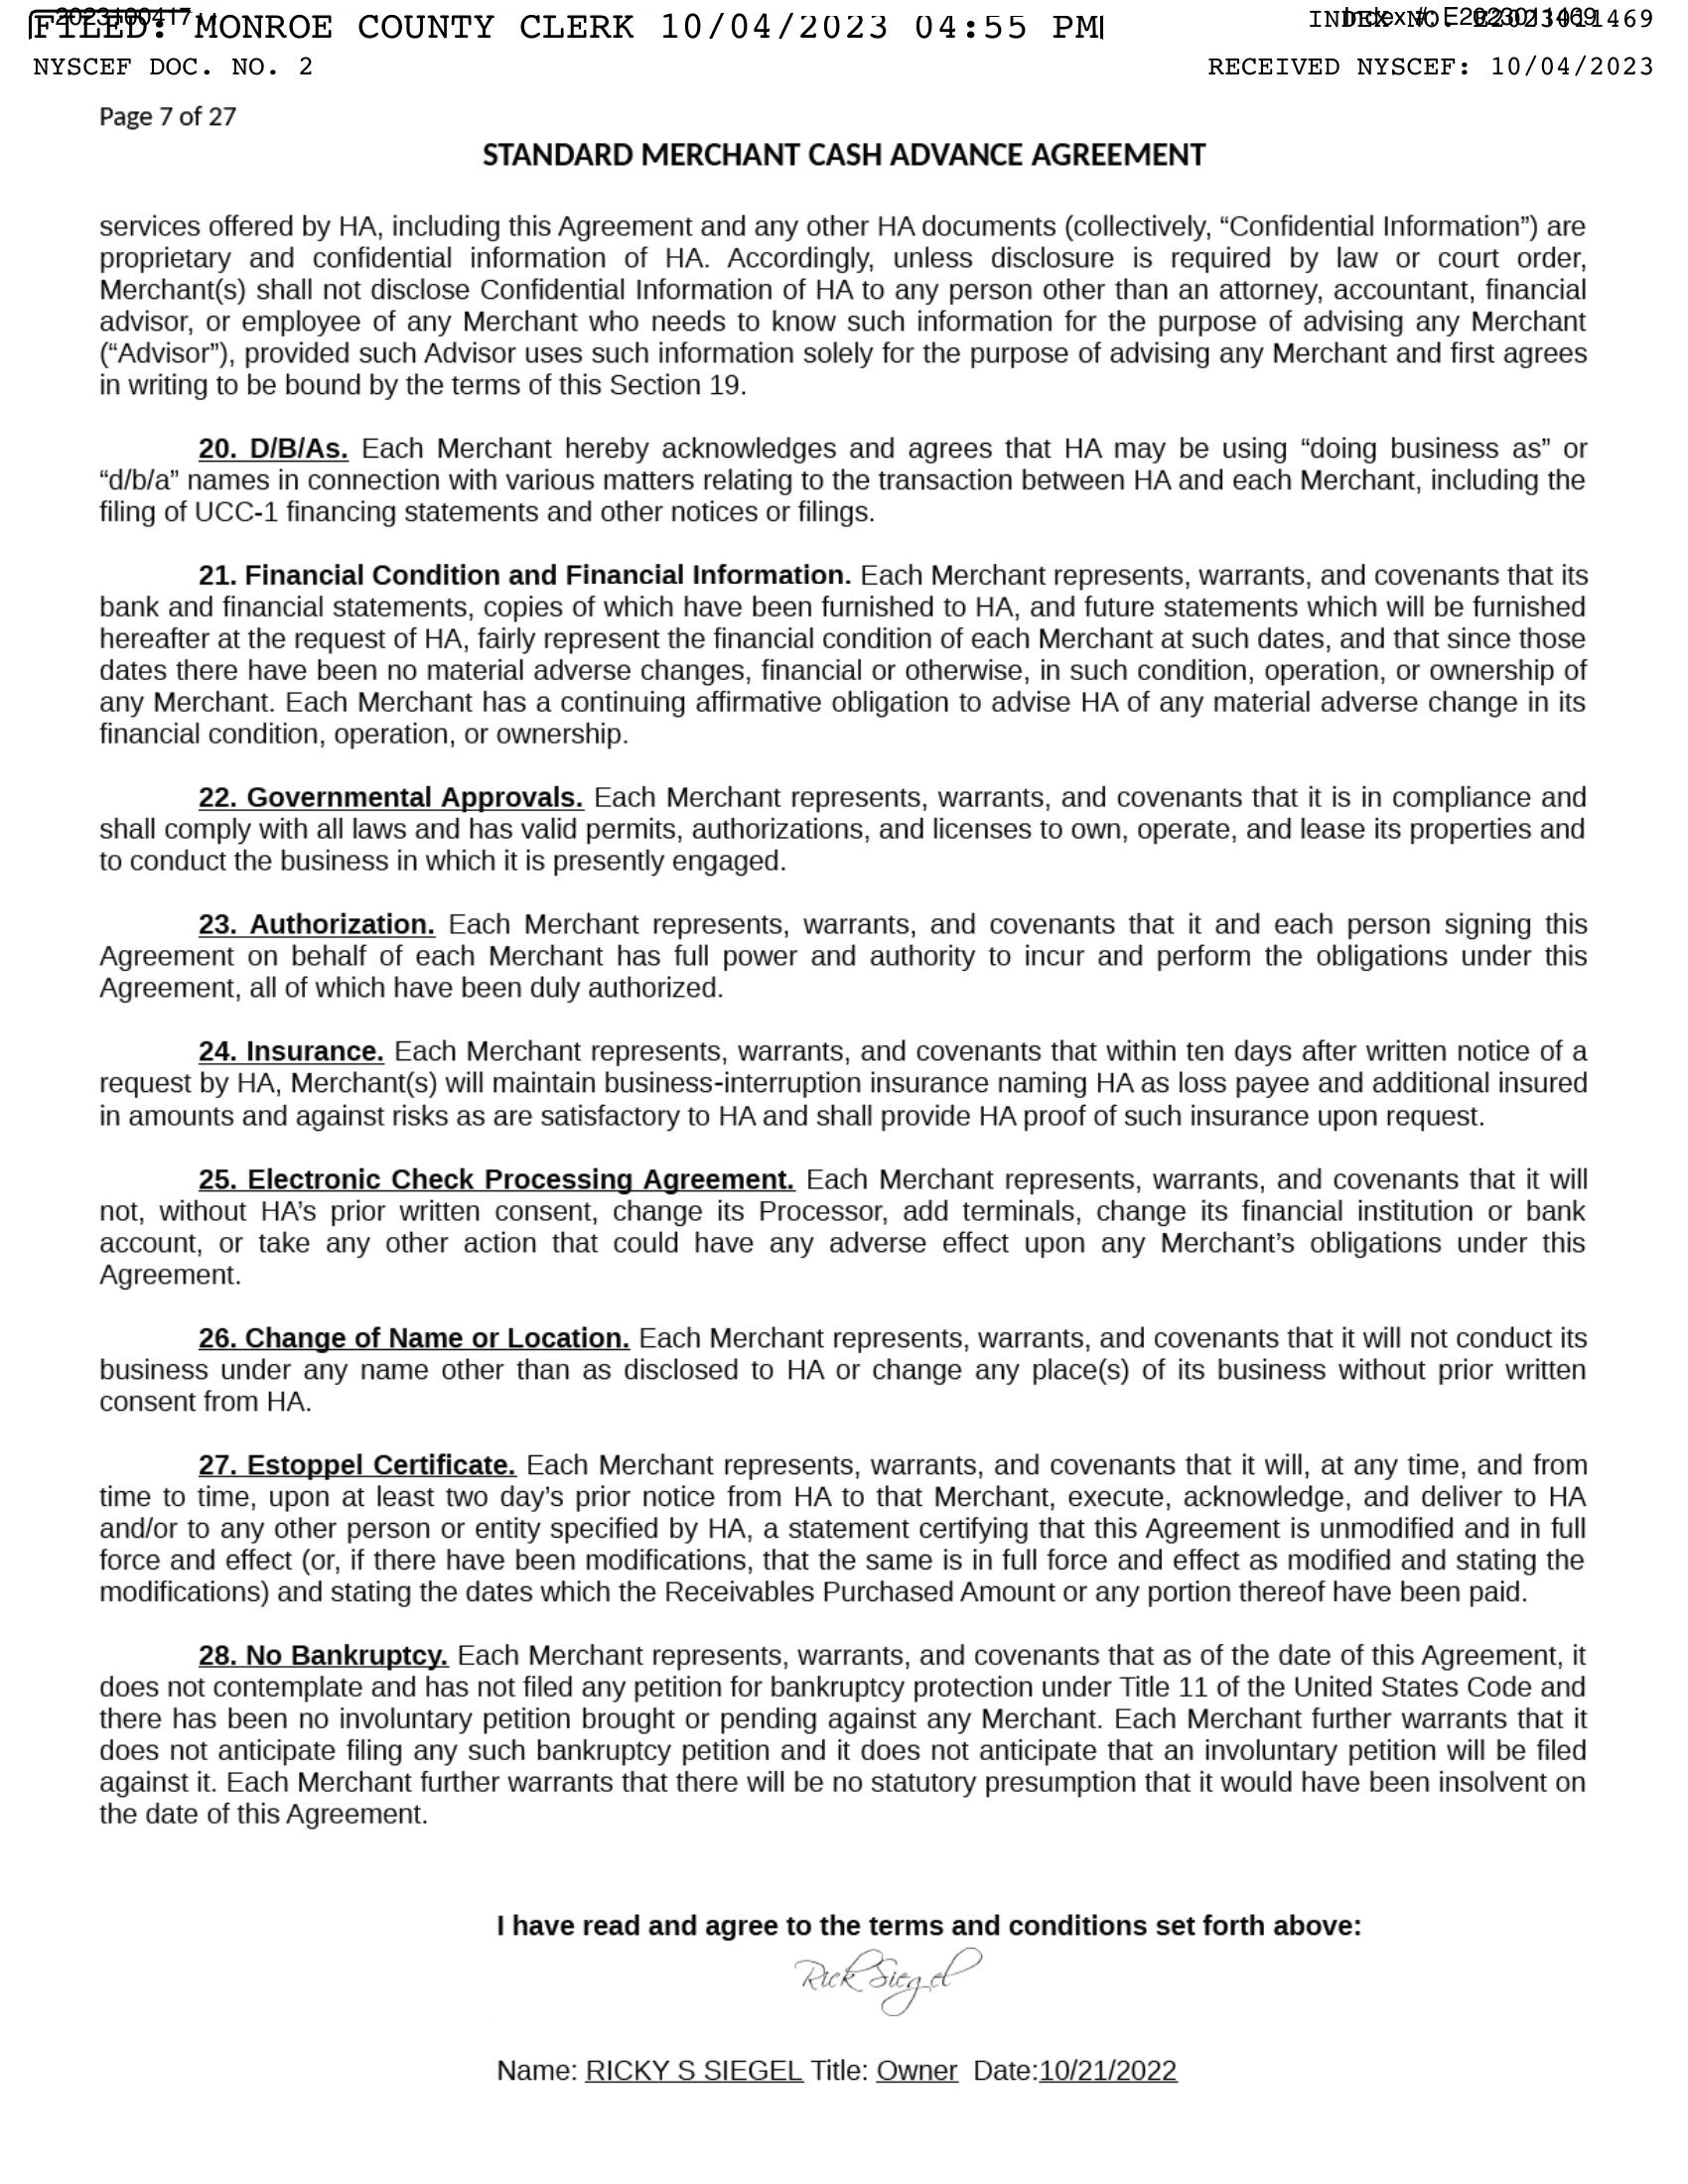 202310041711
FILED: MONROE COUNTY CLERK 10/04/2023 04:55 PM
INDEX NO. E2023011469
Index #: E2023011469
NYSCEF DOC. NO. 2
RECEIVED NYSCEF: 10/04/2023
Page 7 of 27
STANDARD MERCHANT CASH ADVANCE AGREEMENT
services offered by HA, including this Agreement and any other HA documents (collectively, “Confidential Information”) are
proprietary and confidential information of HA. Accordingly, unless disclosure is required by law or court order,
Merchant(s) shall not disclose Confidential Information of HA to any person other than an attorney, accountant, financial
advisor, or employee of any Merchant who needs to know such information for the purpose of advising any Merchant
(“Advisor”), provided such Advisor uses such information solely for the purpose of advising any Merchant and first agrees
in writing to be bound by the terms of this Section 19.
20. D/B/As. Each Merchant hereby acknowledges and agrees that HA may be using “doing business as” or
“d/b/a” names in connection with various matters relating to the transaction between HA and each Merchant, including the
filing of UCC-1 financing statements and other notices or filings.
21. Financial Condition and Financial Information. Each Merchant represents, warrants, and covenants that its
bank and financial statements, copies of which have been furnished to HA, and future statements which will be furnished
hereafter at the request of HA, fairly represent the financial condition of each Merchant at such dates, and that since those
dates there have been no material adverse changes, financial or otherwise, in such condition, operation, or ownership of
any Merchant. Each Merchant has a continuing affirmative obligation to advise HA of any material adverse change in its
financial condition, operation, or ownership.
22. Governmental Approvals. Each Merchant represents, warrants, and covenants that it is in compliance and
shall comply with all laws and has valid permits, authorizations, and licenses to own, operate, and lease its properties and
to conduct the business in which it is presently engaged.
23. Authorization. Each Merchant represents, warrants, and covenants that it and each person signing this
Agreement on behalf of each Merchant has full power and authority to incur and perform the obligations under this
Agreement, all of which have been duly authorized.
24. Insurance. Each Merchant represents, warrants, and covenants that within ten days after written notice of a
request by HA, Merchant(s) will maintain business-interruption insurance naming HA as loss payee and additional insured
in amounts and against risks as are satisfactory to HA and shall provide HA proof of such insurance upon request.
25. Electronic Check Processing Agreement. Each Merchant represents, warrants, and covenants that it will
not, without HA’s prior written consent, change its Processor, add terminals, change its financial institution or bank
account, or take any other action that could have any adverse effect upon any Merchant’s obligations under this
Agreement.
26. Change of Name or Location. Each Merchant represents, warrants, and covenants that it will not conduct its
business under any name other than as disclosed to HA or change any place(s) of its business without prior written
consent from HA.
27. Estoppel Certificate. Each Merchant represents, warrants, and covenants that it will, at any time, and from
time to time, upon at least two day’s prior notice from HA to that Merchant, execute, acknowledge, and deliver to HA
and/or to any other person or entity specified by HA, a statement certifying that this Agreement is unmodified and in full
force and effect (or, if there have been modifications, that the same is in full force and effect as modified and stating the
modifications) and stating the dates which the Receivables Purchased Amount or any portion thereof have been paid.
28. No Bankruptcy. Each Merchant represents, warrants, and covenants that as of the date of this Agreement, it
does not contemplate and has not filed any petition for bankruptcy protection under Title 11 of the United States Code and
there has been no involuntary petition brought or pending against any Merchant. Each Merchant further warrants that it
does not anticipate filing any such bankruptcy petition and it does not anticipate that an involuntary petition will be filed
against it. Each Merchant further warrants that there will be no statutory presumption that it would have been insolvent on
the date of this Agreement.
I have read and agree to the terms and conditions set forth above:
Rick Siegel
Name: RICKY S SIEGEL Title: Owner Date:10/21/2022